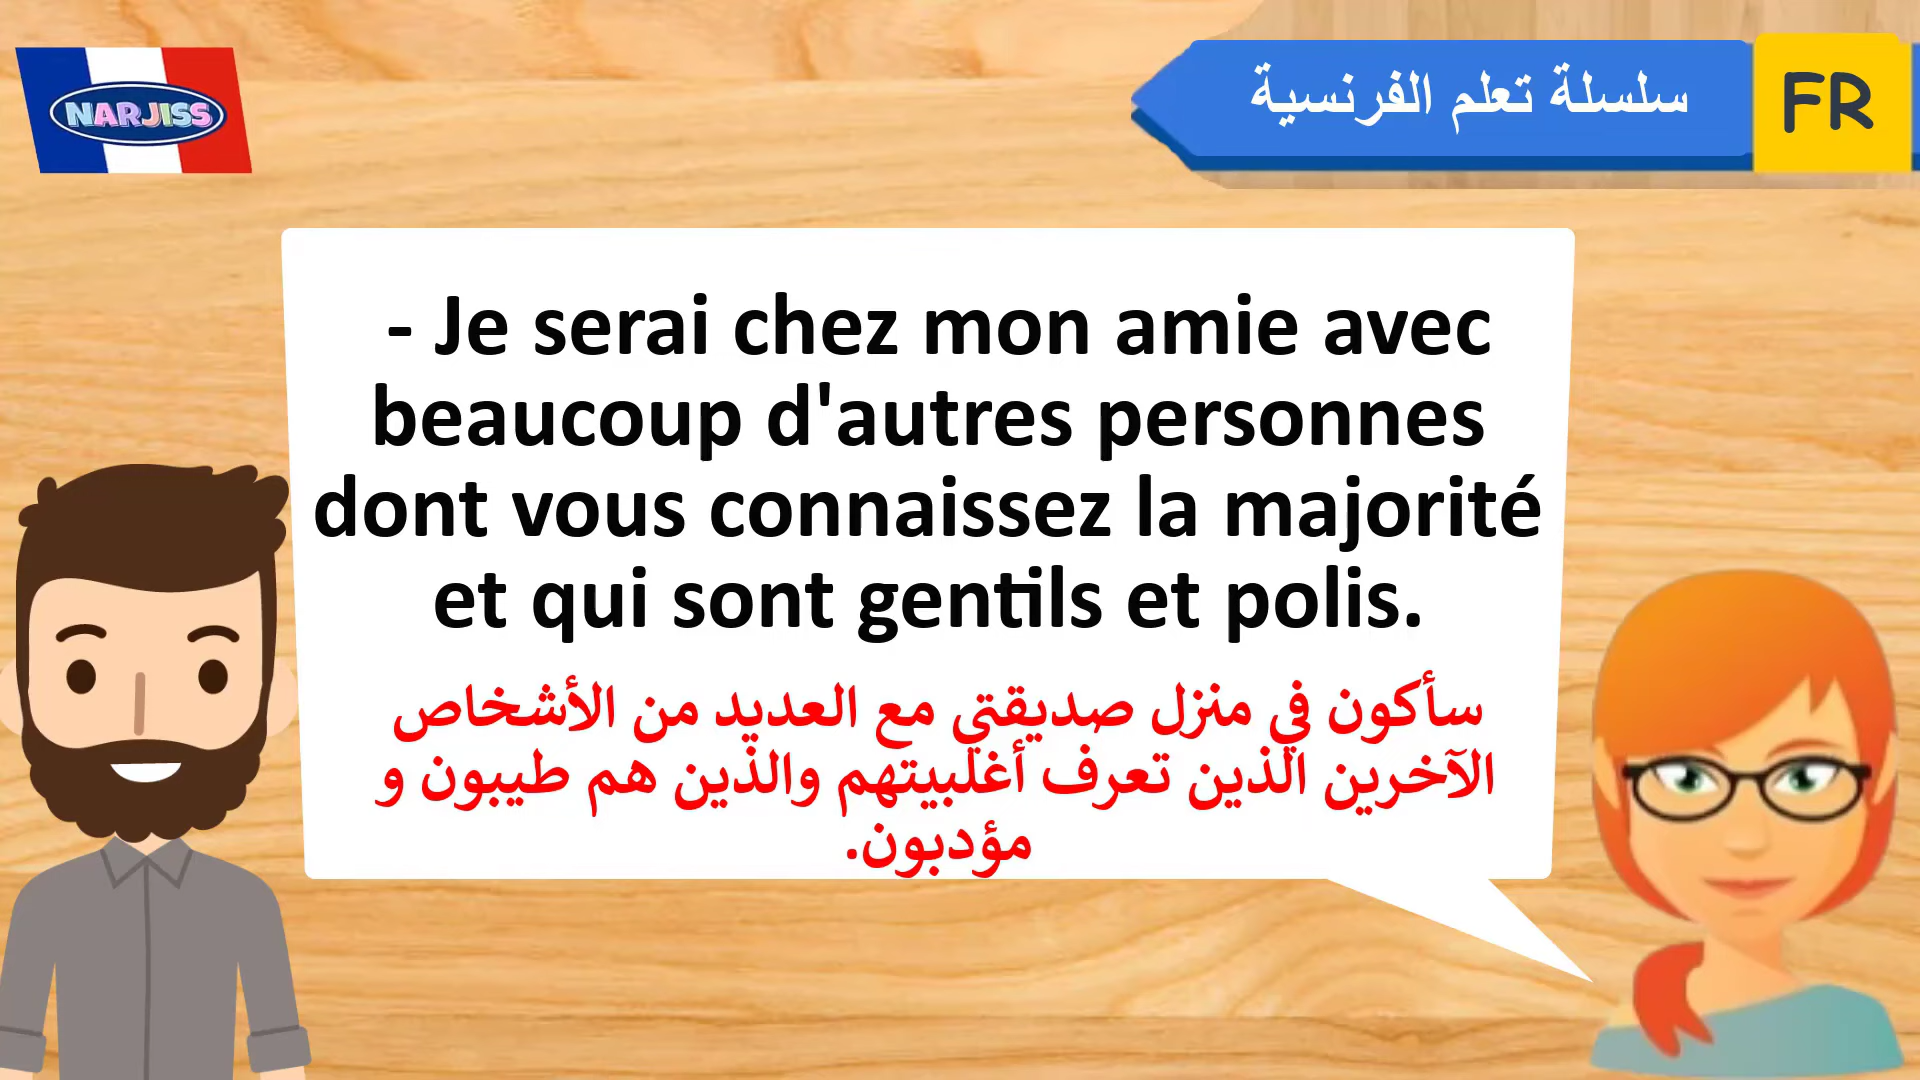 NARJISS
سلسلة تعلم الفرنسية
FR
- Je serai chez mon amie avec
beaucoup d'autres personnes
dont vous connaissez la majorité
et qui sont gentils et polis.
سأكون في منزل صديقتي مع العديد من الأشخاص
الآخرين الذين تعرف أغلبيتهم والذين هم طيبون و
مؤدبون.